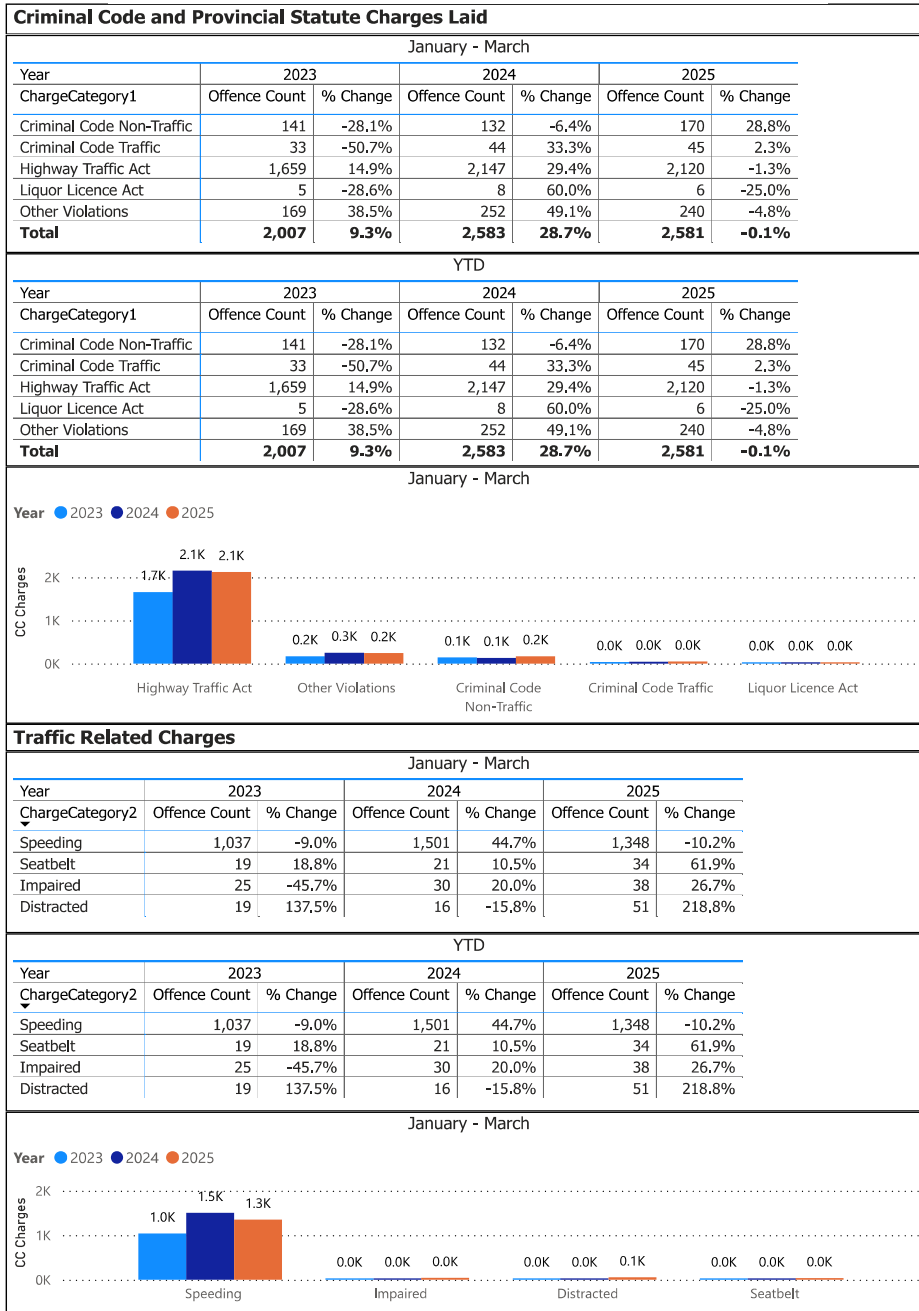 Criminal Code and Provincial Statute Charges Laid
January - March
Year 2023 2024 2025
ChargeCategory1 Offence Count % Change Offence Count % Change Offence Count % Change
Criminal Code Non-Traffic 141 -28.1% 132 -6.4% 170 28.8%
Criminal Code Traffic 33 -50.7% 44 33.3% 45 2.3%
Highway Traffic Act 1,659 14.9% 2,147 29.4% 2,120 -1.3%
Liquor Licence Act 5 -28.6% 8 60.0% 6 -25.0%
Other Violations 169 38.5% 252 49.1% 240 -4.8%
Total 2,007 9.3% 2,583 28.7% 2,581 -0.1%
YTD
Year 2023 2024 2025
ChargeCategory1 Offence Count % Change Offence Count % Change Offence Count % Change
Criminal Code Non-Traffic 141 -28.1% 132 -6.4% 170 28.8%
Criminal Code Traffic 33 -50.7% 44 33.3% 45 2.3%
Highway Traffic Act 1,659 14.9% 2,147 29.4% 2,120 -1.3%
Liquor Licence Act 5 -28.6% 8 60.0% 6 -25.0%
Other Violations 169 38.5% 252 49.1% 240 -4.8%
Total 2,007 9.3% 2,583 28.7% 2,581 -0.1%
January - March
Year 2023 2024 2025
CC Charges
2K
1K
0K
1.7K 2.1K 2.1K
0.2K 0.3K 0.2K
0.1K 0.1K 0.2K
0.0K 0.0K 0.0K
0.0K 0.0K 0.0K
Highway Traffic Act Other Violations Criminal Code Criminal Code Traffic Liquor Licence Act
Non-Traffic
Traffic Related Charges
January - March
Year 2023 2024 2025
ChargeCategory2 Offence Count % Change Offence Count % Change Offence Count % Change
Speeding 1,037 -9.0% 1,501 44.7% 1,348 -10.2%
Seatbelt 19 18.8% 21 10.5% 34 61.9%
Impaired 25 -45.7% 30 20.0% 38 26.7%
Distracted 19 137.5% 16 -15.8% 51 218.8%
YTD
Year 2023 2024 2025
ChargeCategory2 Offence Count % Change Offence Count % Change Offence Count % Change
Speeding 1,037 -9.0% 1,501 44.7% 1,348 -10.2%
Seatbelt 19 18.8% 21 10.5% 34 61.9%
Impaired 25 -45.7% 30 20.0% 38 26.7%
Distracted 19 137.5% 16 -15.8% 51 218.8%
January - March
Year 2023 2024 2025
CC Charges
2K
1K
0K
1.0K 1.5K 1.3K
0.0K 0.0K 0.0K
0.0K 0.0K 0.1K
0.0K 0.0K 0.0K
Speeding Impaired Distracted Seatbelt